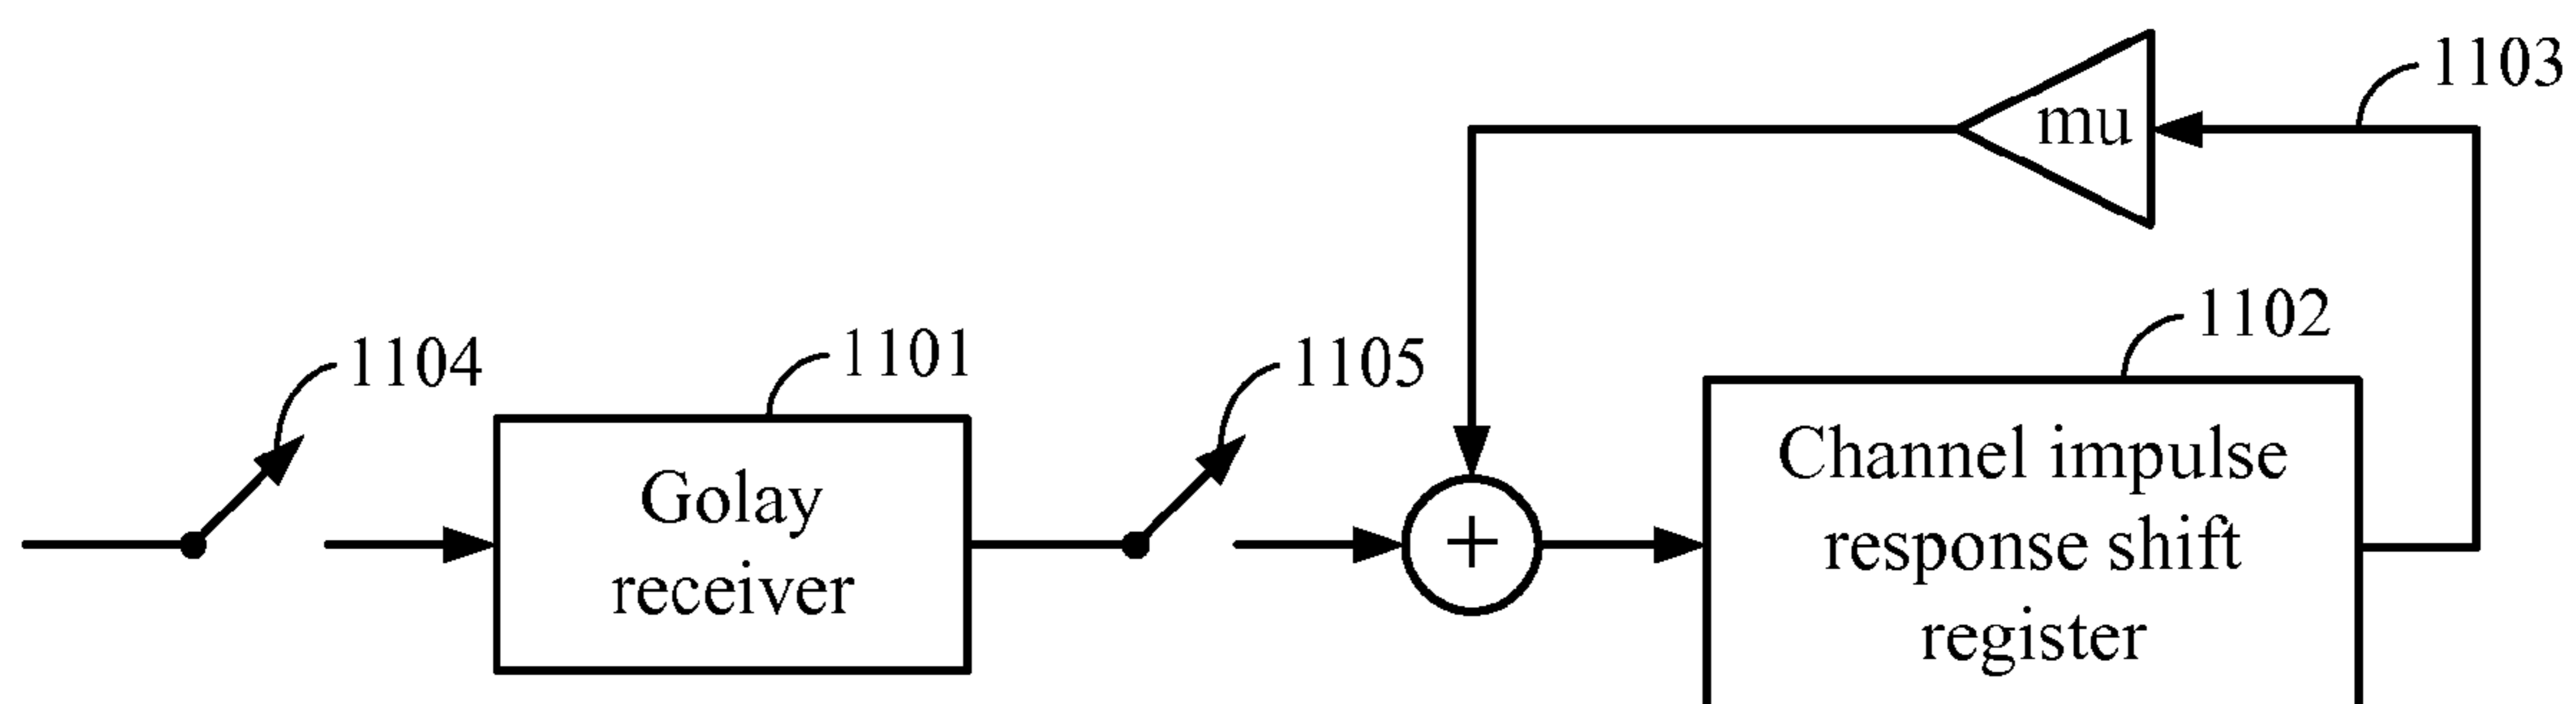 1103
mu
1102
1104
1101
1105
Golay
receiver
+
Channel impulse
response shift
register